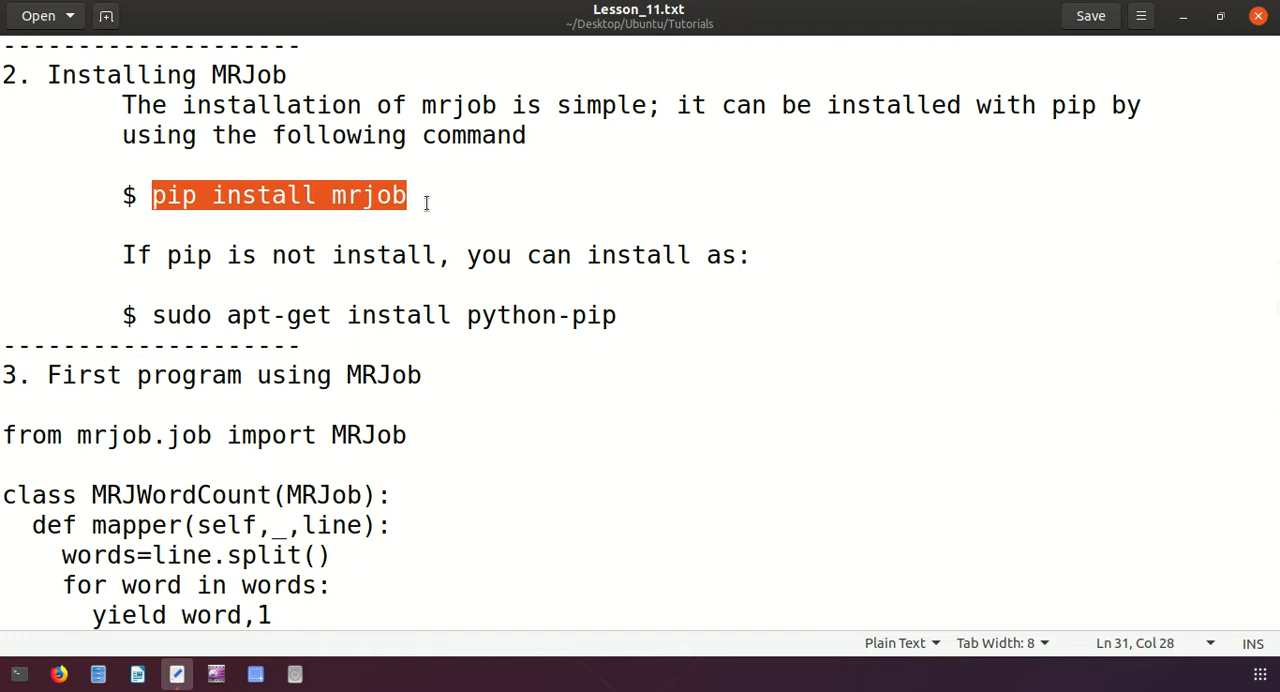 Open
Lesson_11.txt
~/Desktop/Ubuntu/Tutorials
Save
--------------------
2. Installing MRJob
The installation of mrjob is simple; it can be installed with pip by
using the following command
$ pip install mrjob
If pip is not install, you can install as:
$ sudo apt-get install python-pip
--------------------
3. First program using MRJob
from mrjob.job import MRJob
class MRJWordCount(MRJob):
def mapper(self,_,line):
words=line.split()
for word in words:
yield word,1
Plain Text Tab Width: 8 Ln 31, Col 28 INS